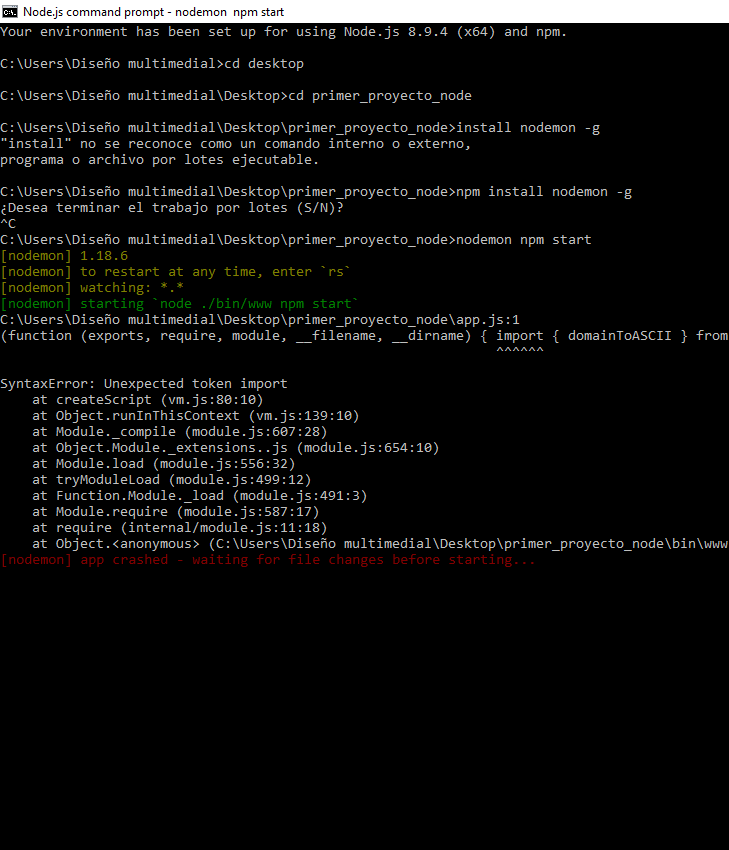 Node.js command prompt - nodemon  npm start
Your environment has been set up for using Node.js 8.9.4 (x64) and npm.
C:\Users\Diseño multimedial>cd desktop
C:\Users\Diseño multimedial\Desktop>cd primer_proyecto_node
C:\Users\Diseño multimedial\Desktop\primer_proyecto_node>install nodemon -g
"install" no se reconoce como un comando interno o externo,
programa o archivo por lotes ejecutable.
C:\Users\Diseño multimedial\Desktop\primer_proyecto_node>npm install nodemon -g
¿Desea terminar el trabajo por lotes (S/N)?
^C
C:\Users\Diseño multimedial\Desktop\primer_proyecto_node>nodemon npm start
[nodemon] 1.18.6
[nodemon] to restart at any time, enter `rs`
[nodemon] watching: *.*
[nodemon] starting `node ./bin/www npm start`
C:\Users\Diseño multimedial\Desktop\primer_proyecto_node\app.js:1
(function (exports, require, module, __filename, __dirname) { import { domainToASCII } from
^^^^^^
SyntaxError: Unexpected token import
    at createScript (vm.js:80:10)
    at Object.runInThisContext (vm.js:139:10)
    at Module._compile (module.js:607:28)
    at Object.Module._extensions..js (module.js:654:10)
    at Module.load (module.js:556:32)
    at tryModuleLoad (module.js:499:12)
    at Function.Module._load (module.js:491:3)
    at Module.require (module.js:587:17)
    at require (internal/module.js:11:18)
    at Object.<anonymous> (C:\Users\Diseño multimedial\Desktop\primer_proyecto_node\bin\www
[nodemon] app crashed - waiting for file changes before starting...